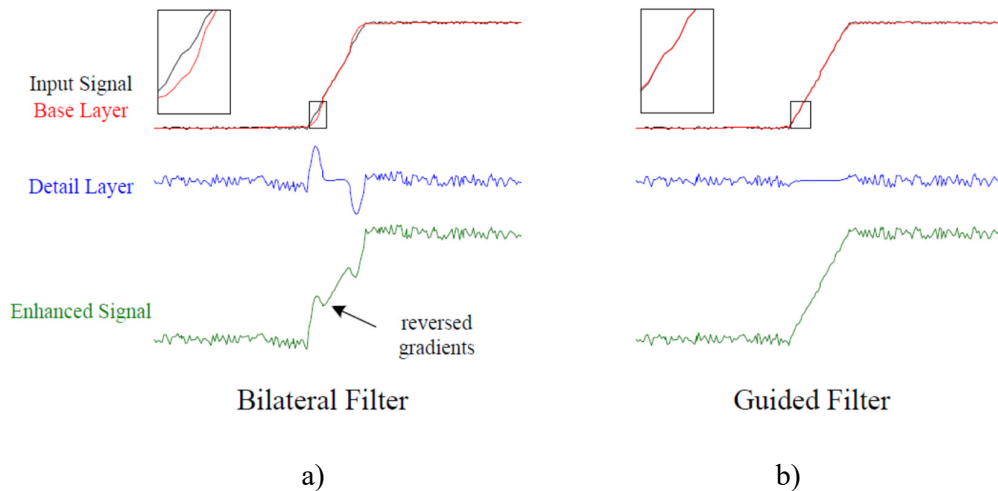 Input Signal
Base Layer
Detail Layer
Enhanced Signal
reversed
gradients
Bilateral Filter
Guided Filter
a)
b)